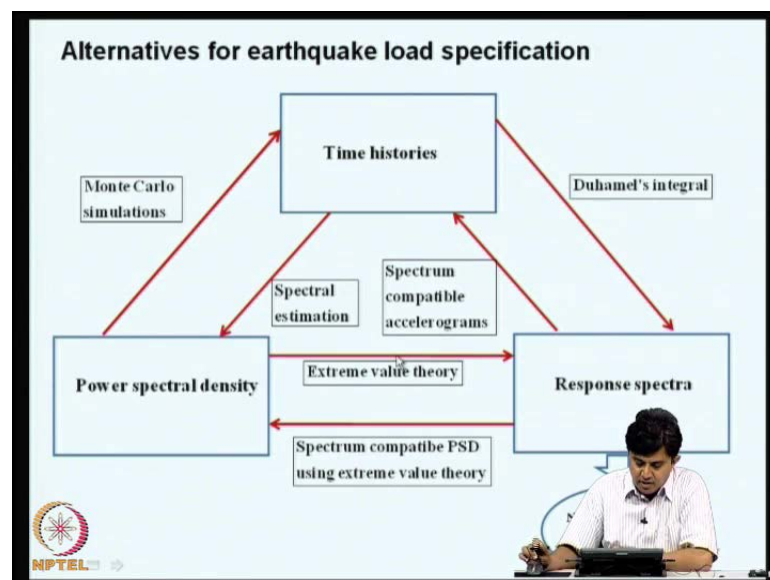 Alternatives for earthquake load specification
Time histories
Monte Carlo
simulations
Duhamel's integral
Spectral
estimation
Spectrum
compatible
accelerograms
Power spectral density
Extreme value theory
Response spectra
Spectrum compatibe PSD
using extreme value theory
NPTEL